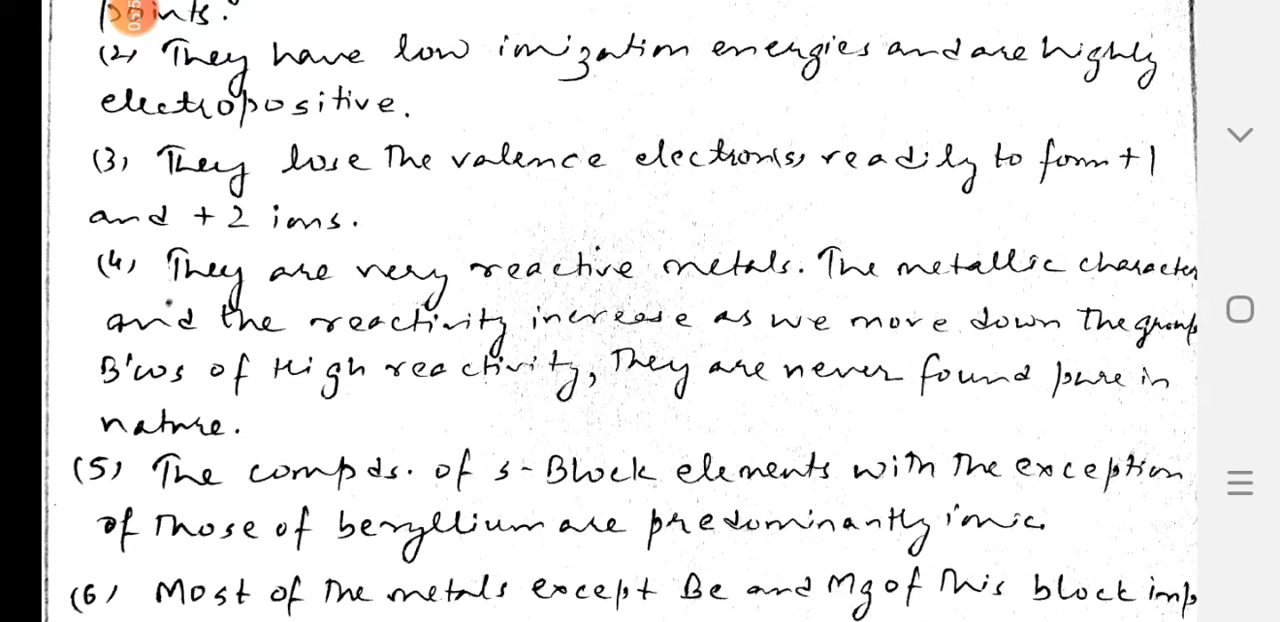 points.
(2) They have low ionization energies and are highly
electropositive.
(3) They lose the valence electron(s) readily to form +1
and +2 ions.
(4) They are very reactive metals. The metallic character
and the reactivity increase as we move down the group
B'cos of High reactivity, They are never found pure in
nature.
(5) The compds. of s-Block elements with the exception
of Those of beryllium are predominantly ionic.
(6) Most of The metals except Be and Mg of This block imp